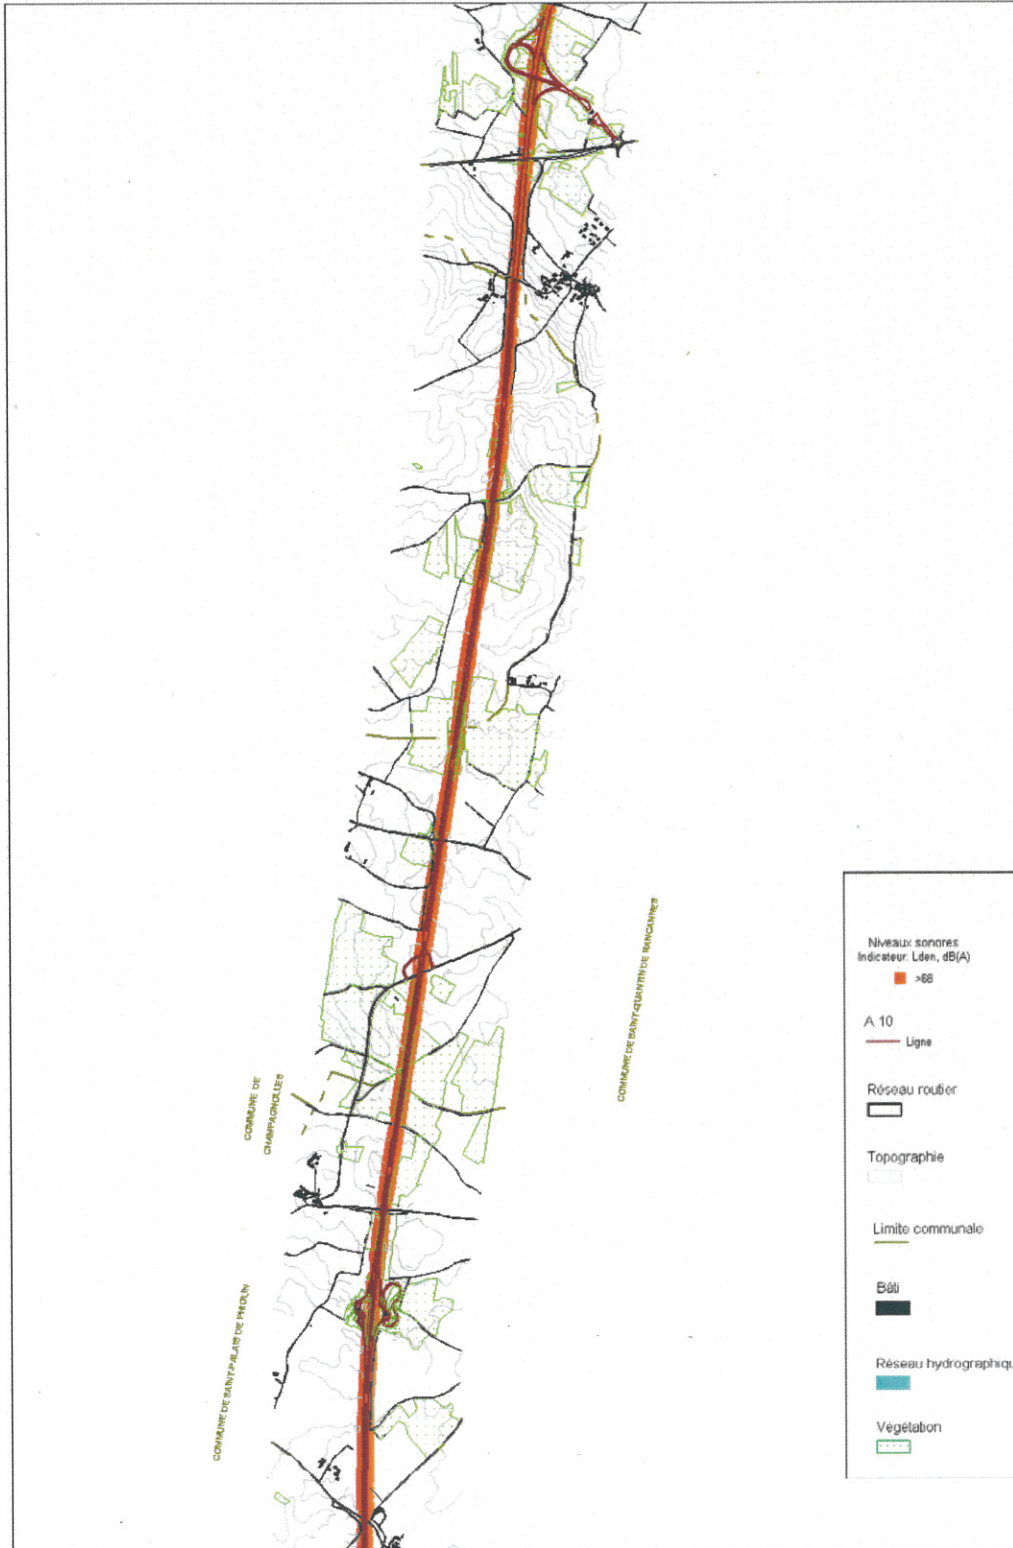 COMMUNE DE SAINT-QUANTIN DE RANCANNES
COMMUNE DE
CHAMPAGNOLLES
COMMUNE DE SAINT-PALAIS DE PHIOLIN
Niveaux sonores
Indicateur: Lden, dB(A)
>68
A 10
Ligne
Réseau routier
Topographie
Limite communale
Bâti
Réseau hydrographiqu
Végétation